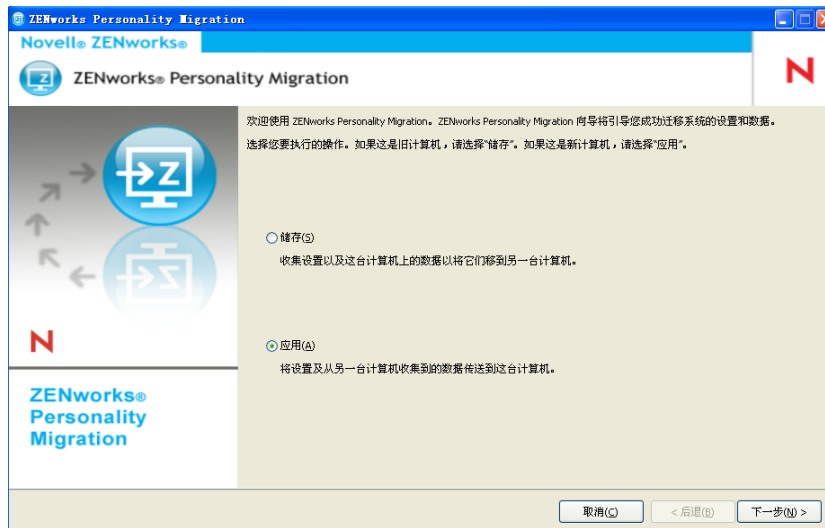 ZENworks Personality Migration
Novell® ZENworks®
ZENworks® Personality Migration
N
欢迎使用 ZENworks Personality Migration。ZENworks Personality Migration 向导将引导您成功迁移系统的设置和数据。
选择您要执行的操作。如果这是旧计算机，请选择“储存”。如果这是新计算机，请选择“应用”。
Z
储存(S)
收集设置以及这台计算机上的数据以将它们移到另一台计算机。
N
应用(A)
将设置及从另一台计算机收集到的数据传送到这台计算机。
ZENworks®
Personality
Migration
取消(C)
< 后退(B)
下一步(N) >